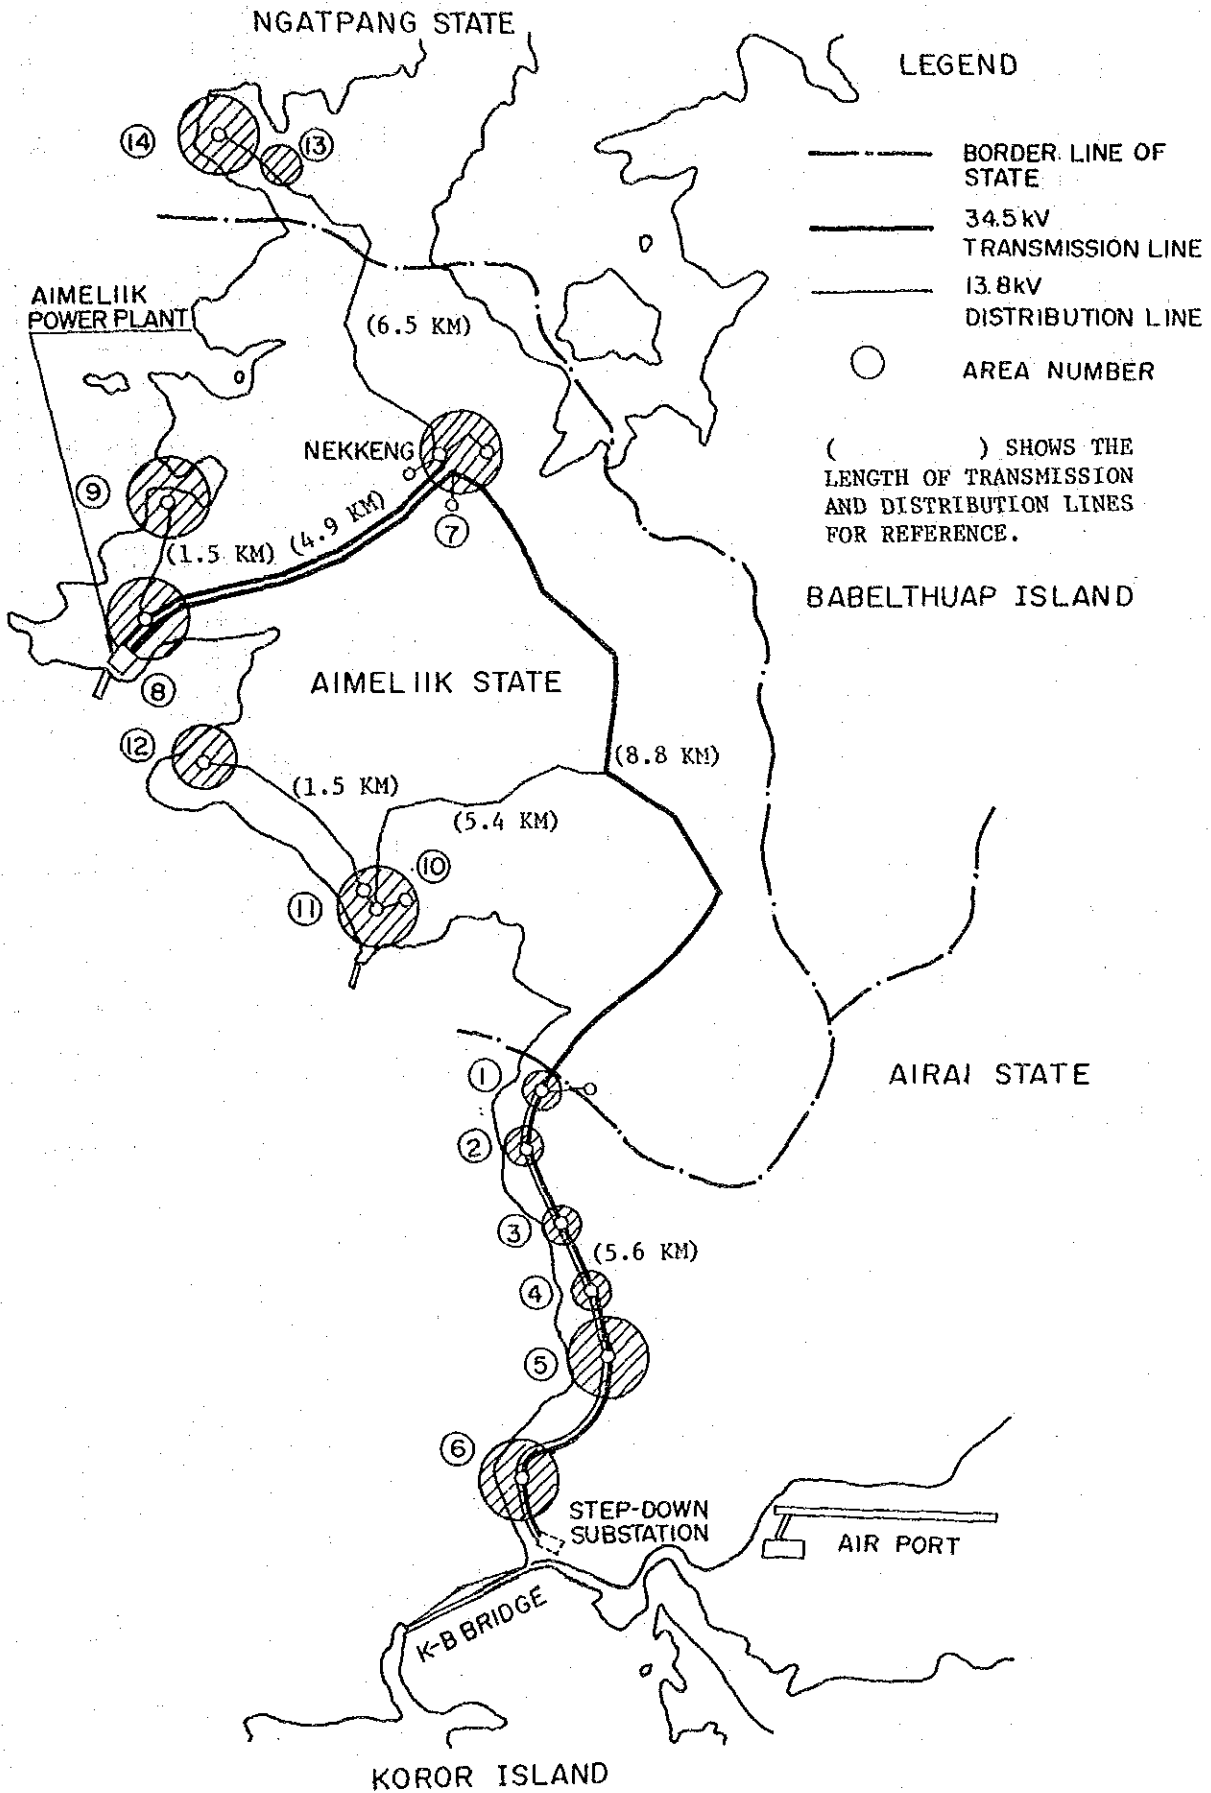 NGATPANG STATE
LEGEND
BORDER LINE OF
STATE
34.5kV
TRANSMISSION LINE
13.8kV
DISTRIBUTION LINE
AREA NUMBER
( ) SHOWS THE
LENGTH OF TRANSMISSION
AND DISTRIBUTION LINES
FOR REFERENCE.
14
13
AIMELIIK
POWER PLANT
(6.5 KM)
NEKKENG
9
7
(1.5 KM)
(4.9 KM)
BABELTHUAP ISLAND
8
AIMELIIK STATE
12
(8.8 KM)
(1.5 KM)
(5.4 KM)
10
11
1
AIRAI STATE
2
3
(5.6 KM)
4
5
6
STEP-DOWN
SUBSTATION
AIR PORT
K-B BRIDGE
KOROR ISLAND